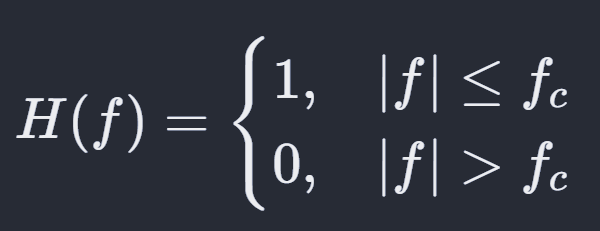 H(f) = { 1, |f| ≤ f_c
0, |f| > f_c